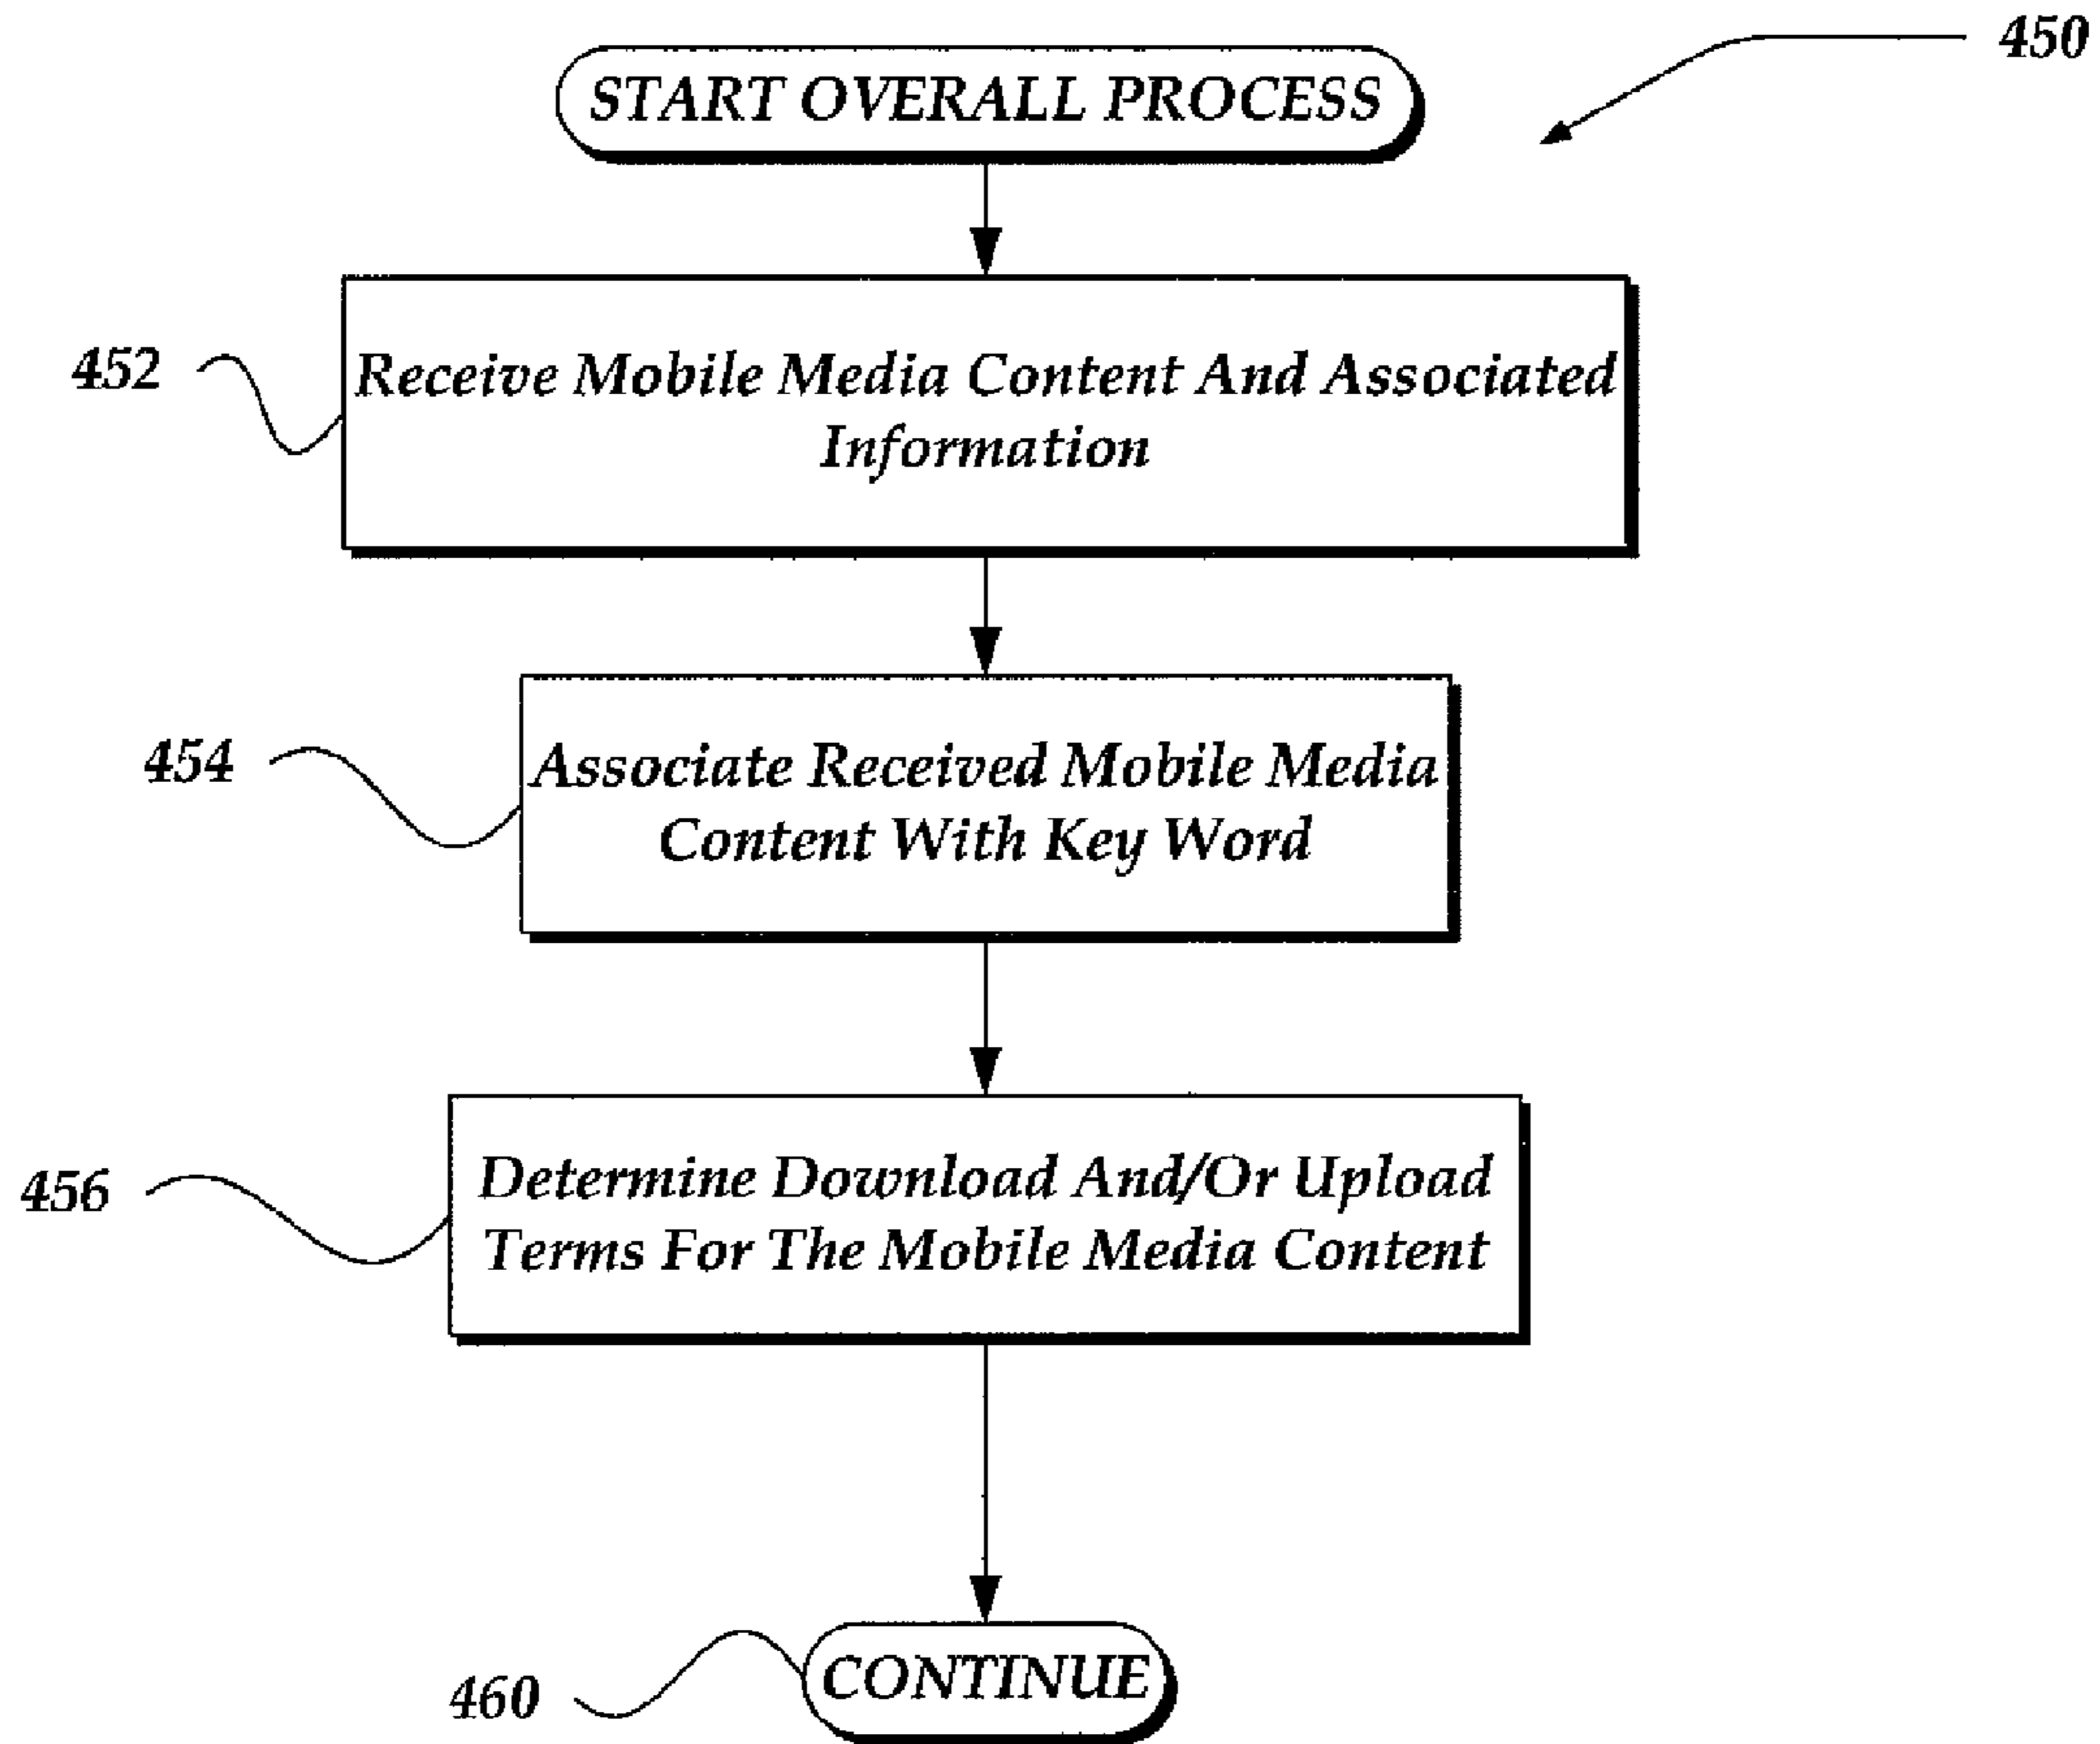 START OVERALL PROCESS
450
452
Receive Mobile Media Content And Associated
Information
454
Associate Received Mobile Media
Content With Key Word
456
Determine Download And/Or Upload
Terms For The Mobile Media Content
460
CONTINUE